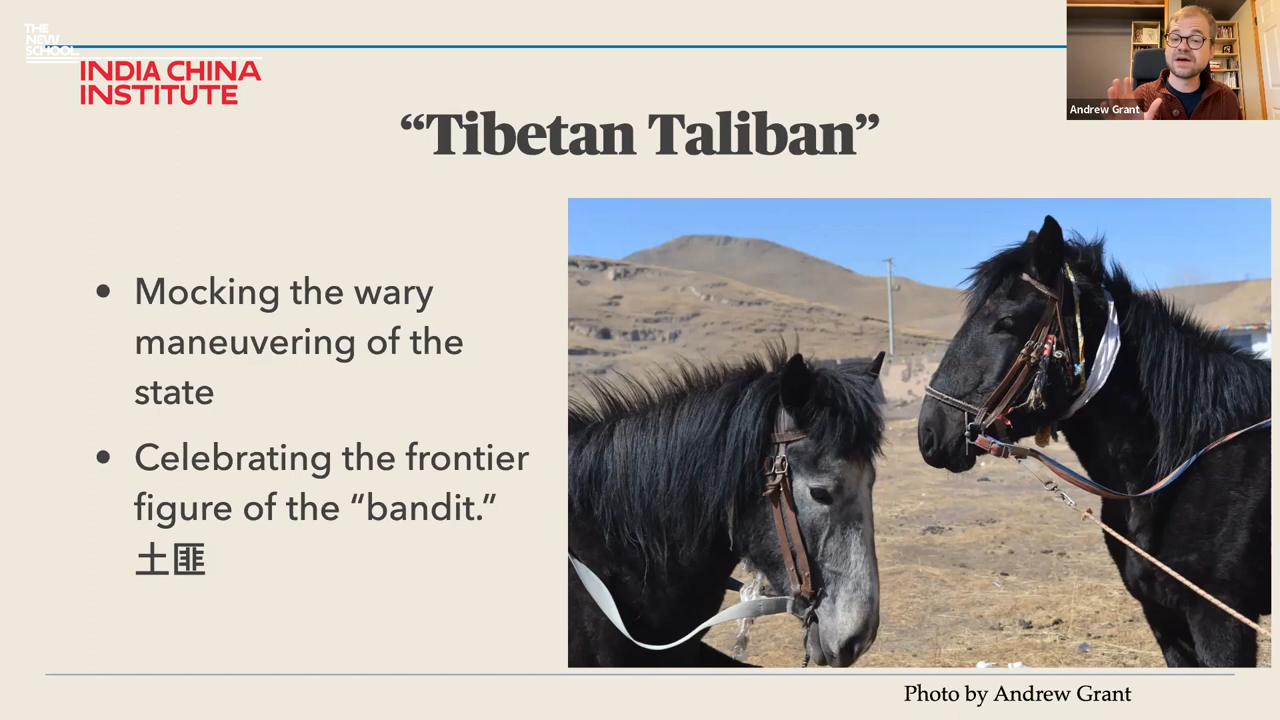 THE
NEW
SCHOOL
INDIA CHINA
INSTITUTE
Andrew Grant
“Tibetan Taliban”
• Mocking the wary
maneuvering of the
state
• Celebrating the frontier
figure of the “bandit.”
土匪
Photo by Andrew Grant